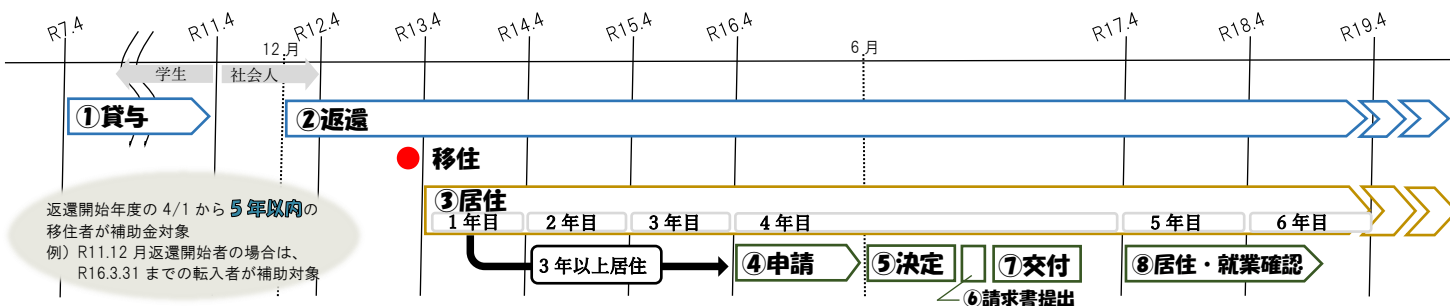 R7.4
R11.4
12月
R12.4
R13.4
R14.4
R15.4
R16.4
6月
R17.4
R18.4
R19.4
学生
社会人
①貸与
②返還
移住
③居住
1年目
2年目
3年目
4年目
5年目
6年目
返還開始年度の 4/1 から 5年以内の
移住者が補助金対象
例）R11.12 月返還開始者の場合は、
R16.3.31 までの転入者が補助対象
3年以上居住
④申請
⑤決定
⑥請求書提出
⑦交付
⑧居住・就業確認